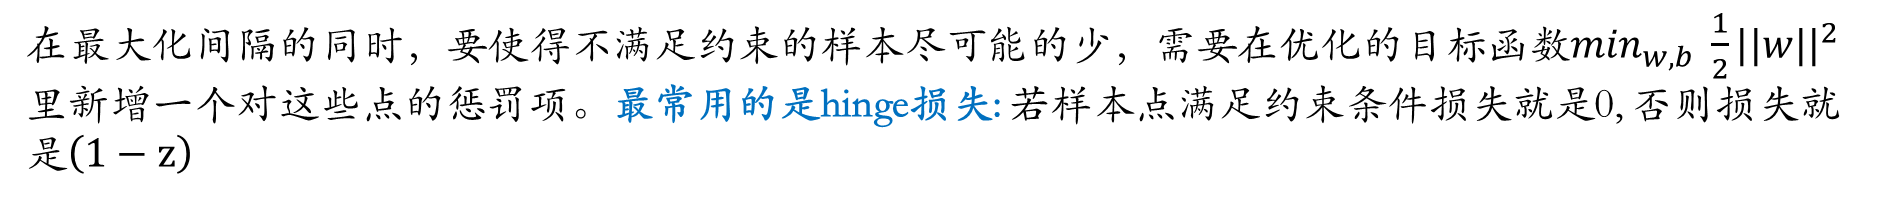 在最大化间隔的同时，要使得不满足约束的样本尽可能的少，需要在优化的目标函数$min_{w,b}\ \frac{1}{2}||w||^2$
里新增一个对这些点的惩罚项。最常用的是hinge损失:若样本点满足约束条件损失就是0,否则损失就
是(1 − z)